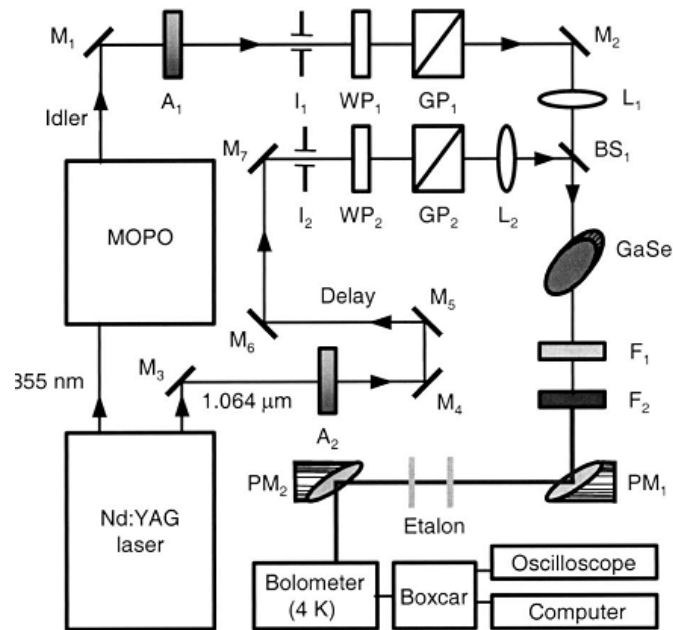 M1
A1
I1
WP1
GP1
M2
L1
Idler
M7
I2
WP2
GP2
L2
BS1
MOPO
GaSe
Delay
M6
M5
F1
355 nm
M3
1.064 µm
A2
M4
F2
Nd:YAG
laser
PM2
Etalon
PM1
Bolometer
(4 K)
Boxcar
Oscilloscope
Computer